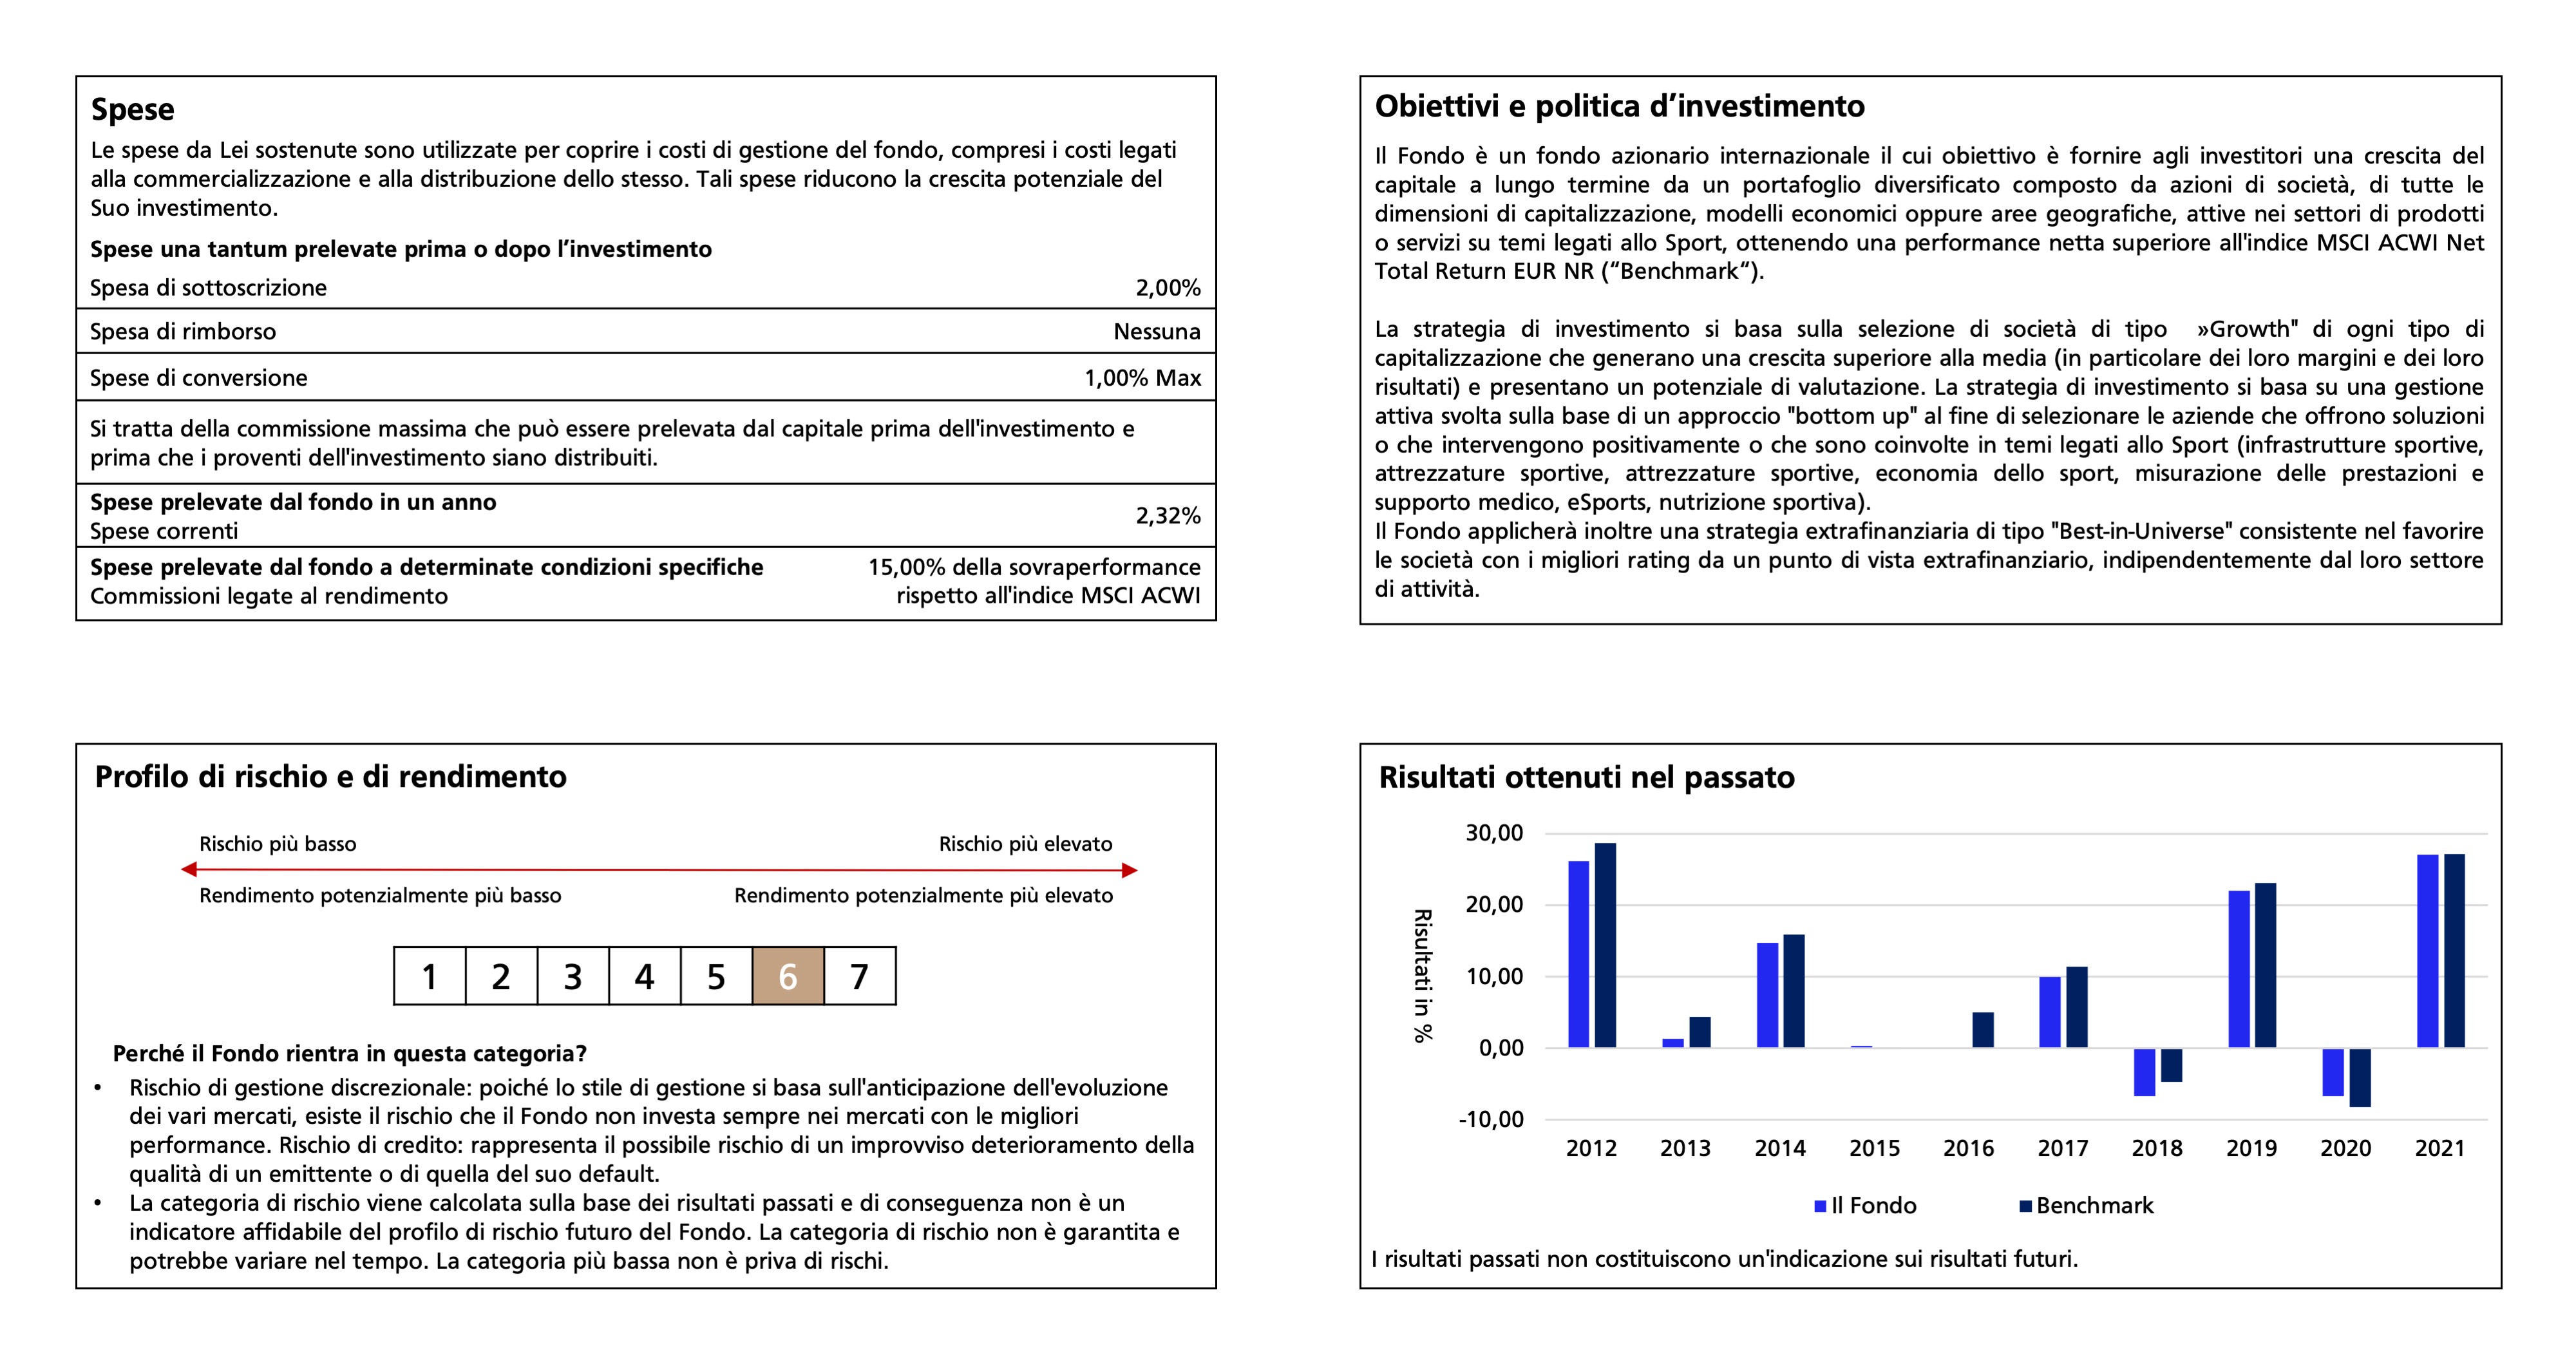 Spese
Le spese da Lei sostenute sono utilizzate per coprire i costi di gestione del fondo, compresi i costi legati
alla commercializzazione e alla distribuzione dello stesso. Tali spese riducono la crescita potenziale del
Suo investimento.
Spese una tantum prelevate prima o dopo l’investimento
Spesa di sottoscrizione 2,00%
Spesa di rimborso Nessuna
Spese di conversione 1,00% Max
Si tratta della commissione massima che può essere prelevata dal capitale prima dell'investimento e
prima che i proventi dell'investimento siano distribuiti.
Spese prelevate dal fondo in un anno
Spese correnti 2,32%
Spese prelevate dal fondo a determinate condizioni specifiche 15,00% della sovraperformance
Commissioni legate al rendimento rispetto all'indice MSCI ACWI
Obiettivi e politica d’investimento
Il Fondo è un fondo azionario internazionale il cui obiettivo è fornire agli investitori una crescita del
capitale a lungo termine da un portafoglio diversificato composto da azioni di società, di tutte le
dimensioni di capitalizzazione, modelli economici oppure aree geografiche, attive nei settori di prodotti
o servizi su temi legati allo Sport, ottenendo una performance netta superiore all'indice MSCI ACWI Net
Total Return EUR NR (“Benchmark“).
La strategia di investimento si basa sulla selezione di società di tipo »Growth" di ogni tipo di
capitalizzazione che generano una crescita superiore alla media (in particolare dei loro margini e dei loro
risultati) e presentano un potenziale di valutazione. La strategia di investimento si basa su una gestione
attiva svolta sulla base di un approccio "bottom up" al fine di selezionare le aziende che offrono soluzioni
o che intervengono positivamente o che sono coinvolte in temi legati allo Sport (infrastrutture sportive,
attrezzature sportive, attrezzature sportive, economia dello sport, misurazione delle prestazioni e
supporto medico, eSports, nutrizione sportiva).
Il Fondo applicherà inoltre una strategia extrafinanziaria di tipo "Best-in-Universe" consistente nel favorire
le società con i migliori rating da un punto di vista extrafinanziario, indipendentemente dal loro settore
di attività.
Profilo di rischio e di rendimento
Rischio più basso Rischio più elevato
Rendimento potenzialmente più basso Rendimento potenzialmente più elevato
1 2 3 4 5 6 7
Perché il Fondo rientra in questa categoria?
• Rischio di gestione discrezionale: poiché lo stile di gestione si basa sull'anticipazione dell'evoluzione
dei vari mercati, esiste il rischio che il Fondo non investa sempre nei mercati con le migliori
performance. Rischio di credito: rappresenta il possibile rischio di un improvviso deterioramento della
qualità di un emittente o di quella del suo default.
• La categoria di rischio viene calcolata sulla base dei risultati passati e di conseguenza non è un
indicatore affidabile del profilo di rischio futuro del Fondo. La categoria di rischio non è garantita e
potrebbe variare nel tempo. La categoria più bassa non è priva di rischi.
Risultati ottenuti nel passato
Risultati in %
30,00
20,00
10,00
0,00
-10,00
2012 2013 2014 2015 2016 2017 2018 2019 2020 2021
Il Fondo Benchmark
I risultati passati non costituiscono un'indicazione sui risultati futuri.